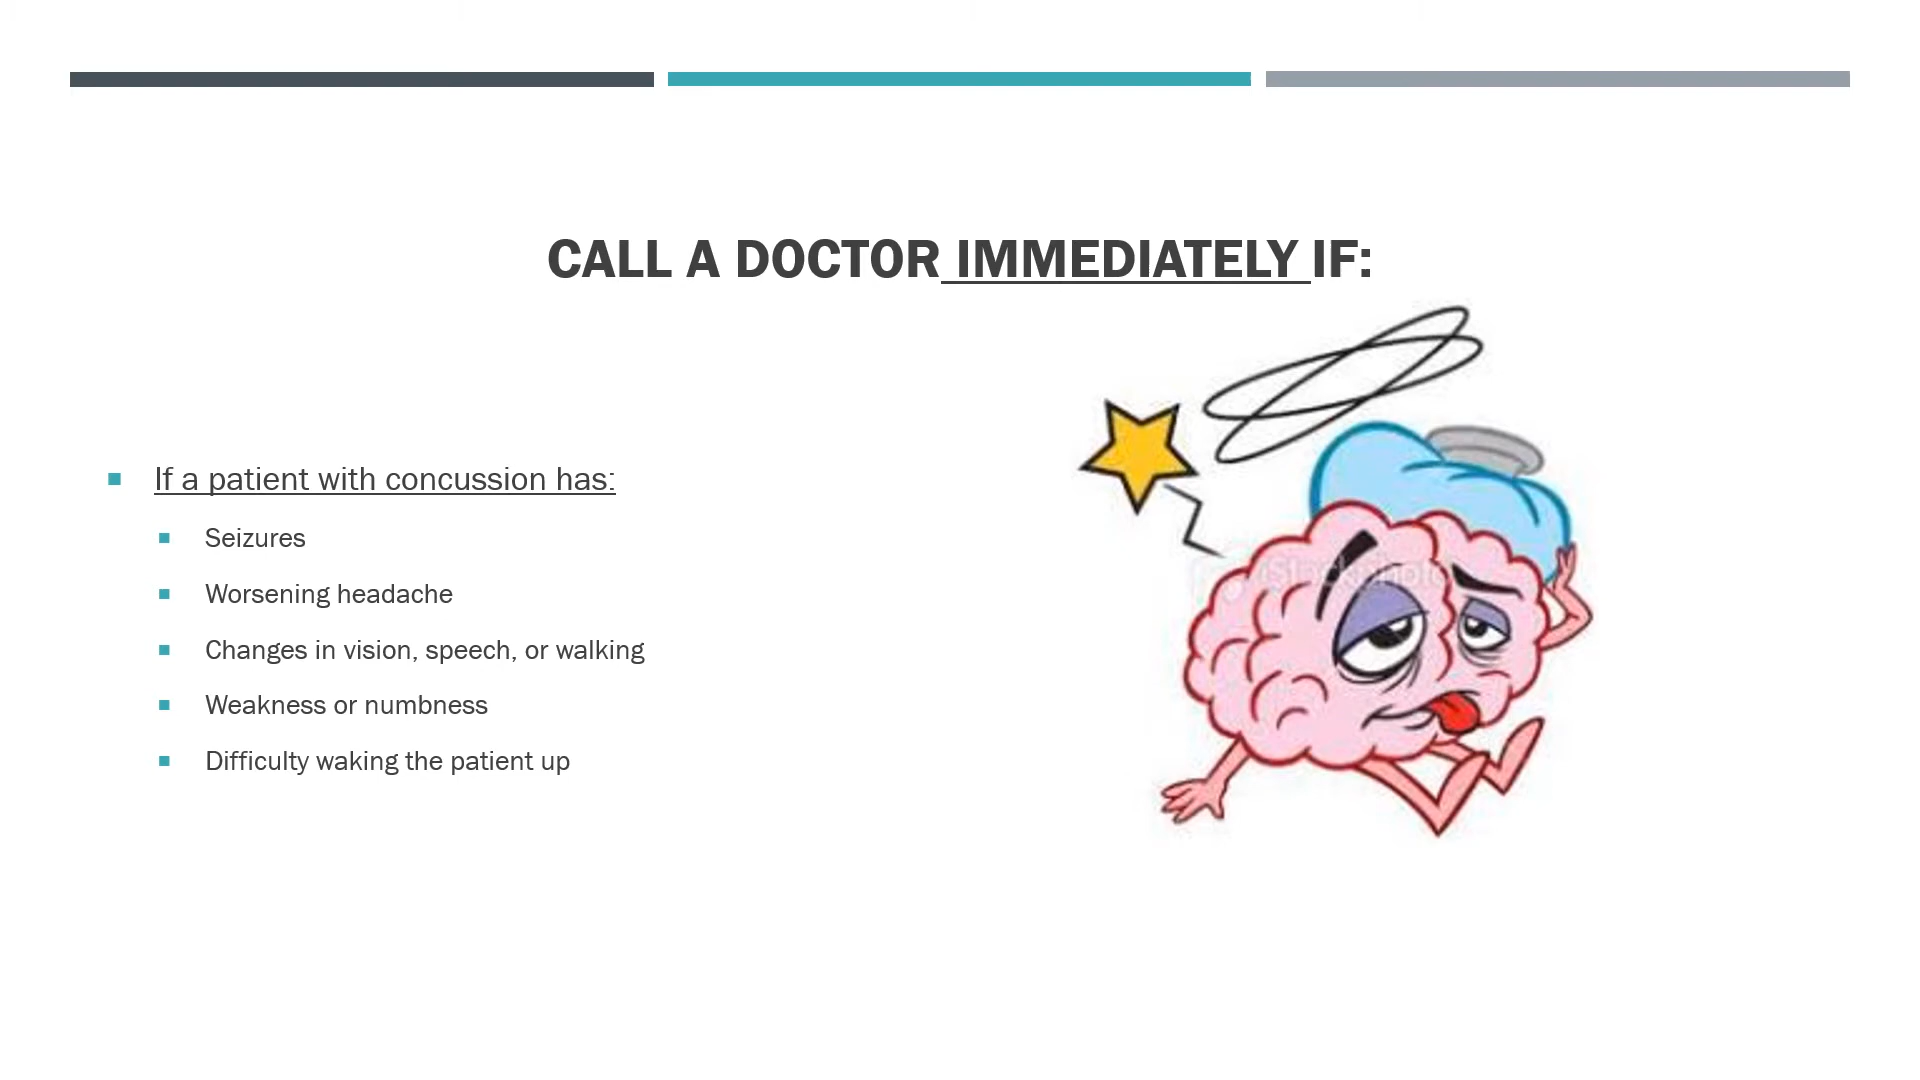 CALL A DOCTOR IMMEDIATELY IF:
If a patient with concussion has:
Seizures
Worsening headache
Changes in vision, speech, or walking
Weakness or numbness
Difficulty waking the patient up